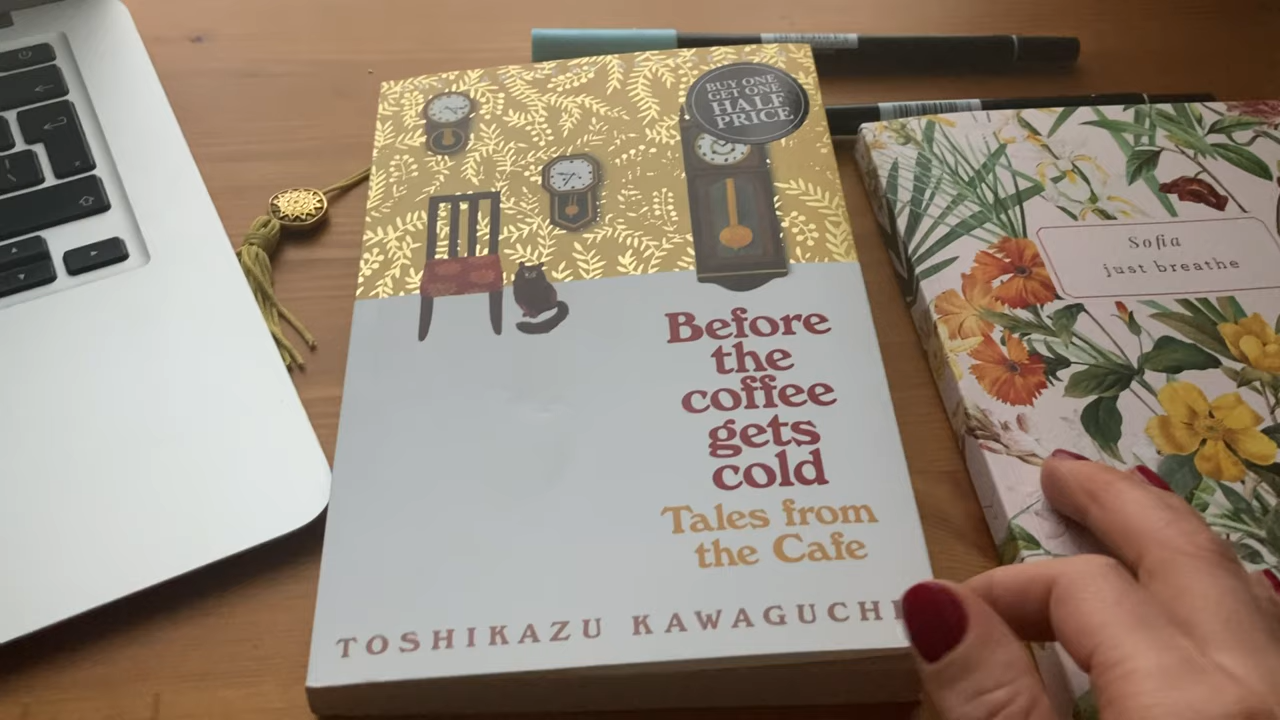 BUY ONE
GET ONE
HALF
PRICE
Before
the
coffee
gets
cold
Tales from
the Cafe
TOSHIKAZU KAWAGUCHI
Sofia
just breathe